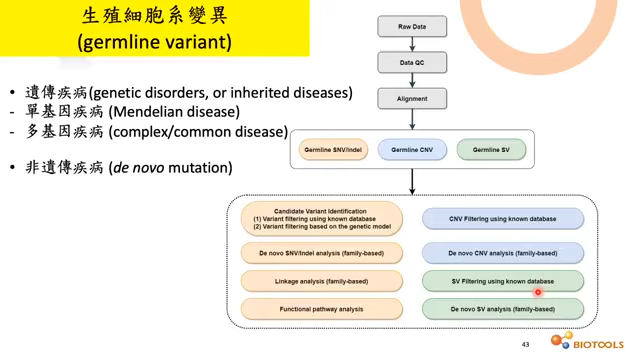 生殖細胞系變異
(germline variant)
• 遺傳疾病(genetic disorders, or inherited diseases)
- 單基因疾病 (Mendelian disease)
- 多基因疾病 (complex/common disease)
• 非遺傳疾病 (de novo mutation)
Raw Data
Data QC
Alignment
Germline SNV/Indel
Germline CNV
Germline SV
Candidate Variant Identification
(1) Variant filtering using known database
(2) Variant filtering based on the genetic model
CNV Filtering using known database
De novo SNV/Indel analysis (family-based)
De novo CNV analysis (family-based)
Linkage analysis (family-based)
SV Filtering using known database
Functional pathway analysis
De novo SV analysis (family-based)
43
BIOTOOLS